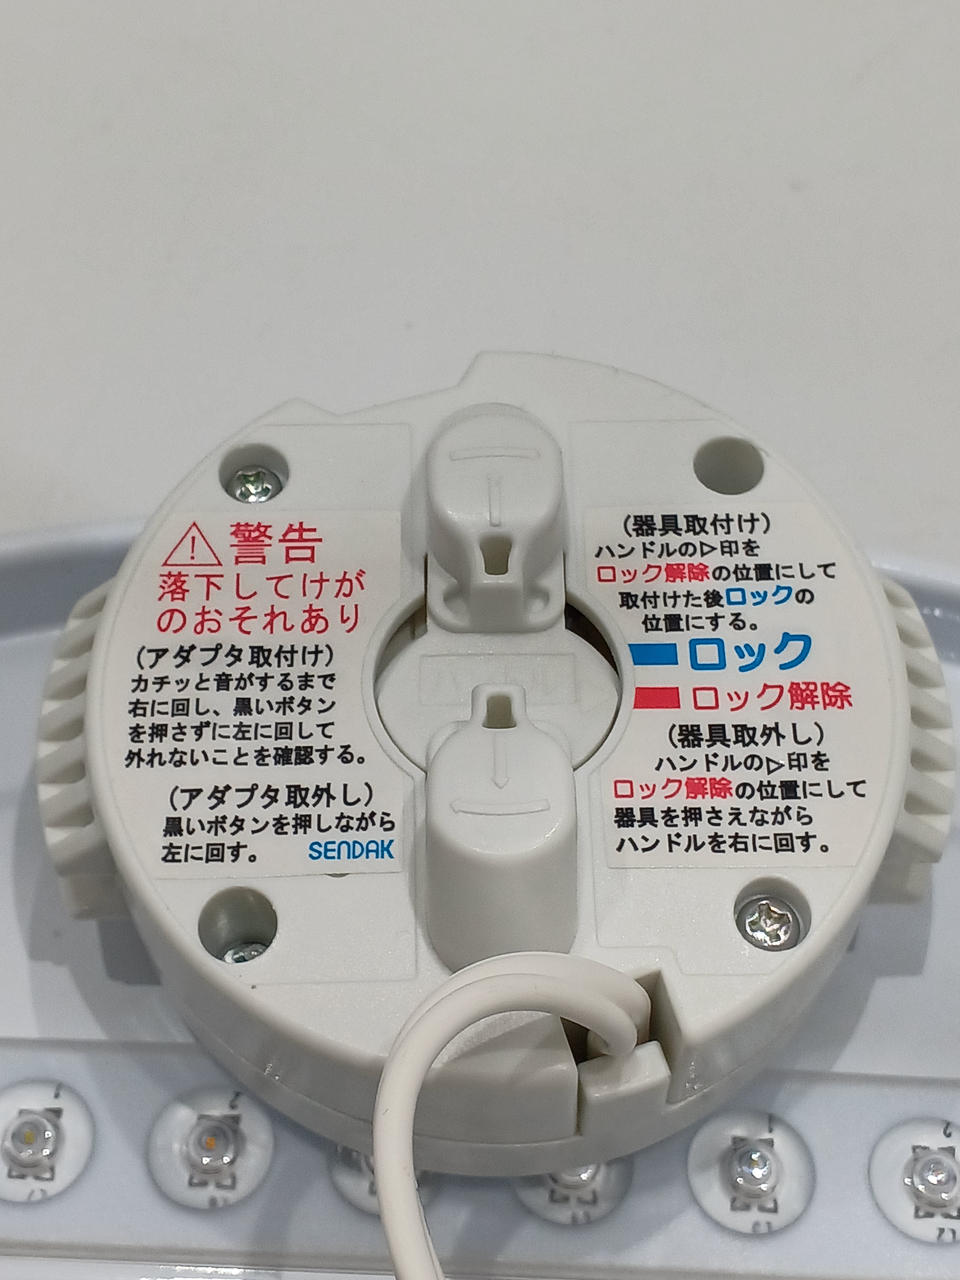 警告
落下してけが
のおそれあり
(アダプタ取付け)
カチッと音がするまで
右に回し、黒いボタン
を押さずに左に回して
外れないことを確認する。
(アダプタ取外し)
黒いボタンを押しながら
左に回す。 SENDAK
(器具取付け)
ハンドルの▷印を
ロック解除の位置にして
取付けた後ロックの
位置にする。
ロック
ロック解除
(器具取外し)
ハンドルの▷印を
ロック解除の位置にして
器具を押さえながら
ハンドルを右に回す。